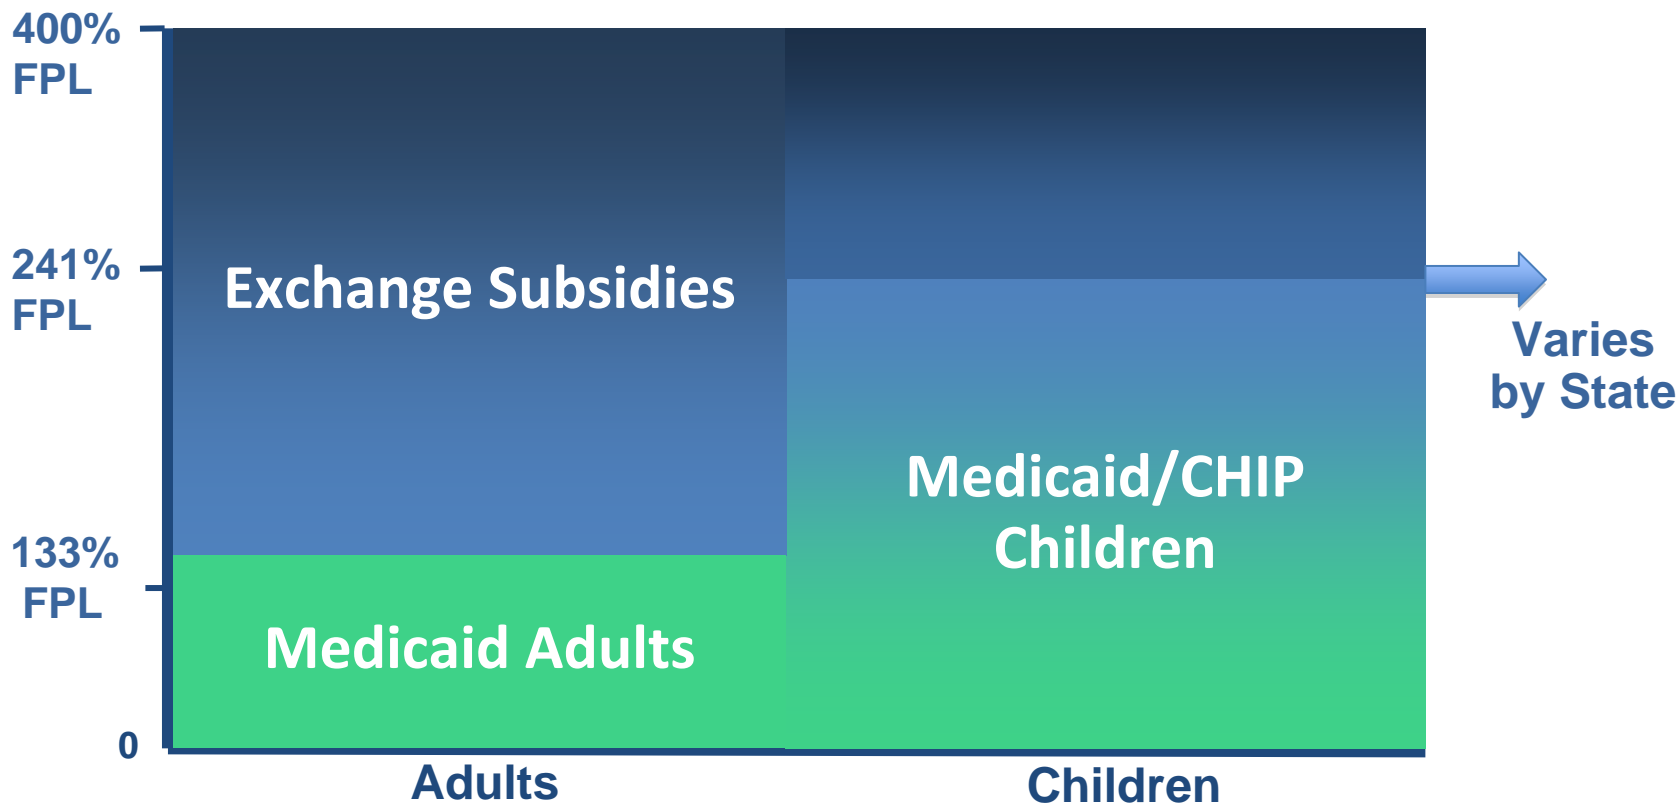 400%
FPL
241%
FPL
Exchange Subsidies
Varies
by State
Medicaid/CHIP
Children
133%
FPL
Medicaid Adults
0
Adults
Children